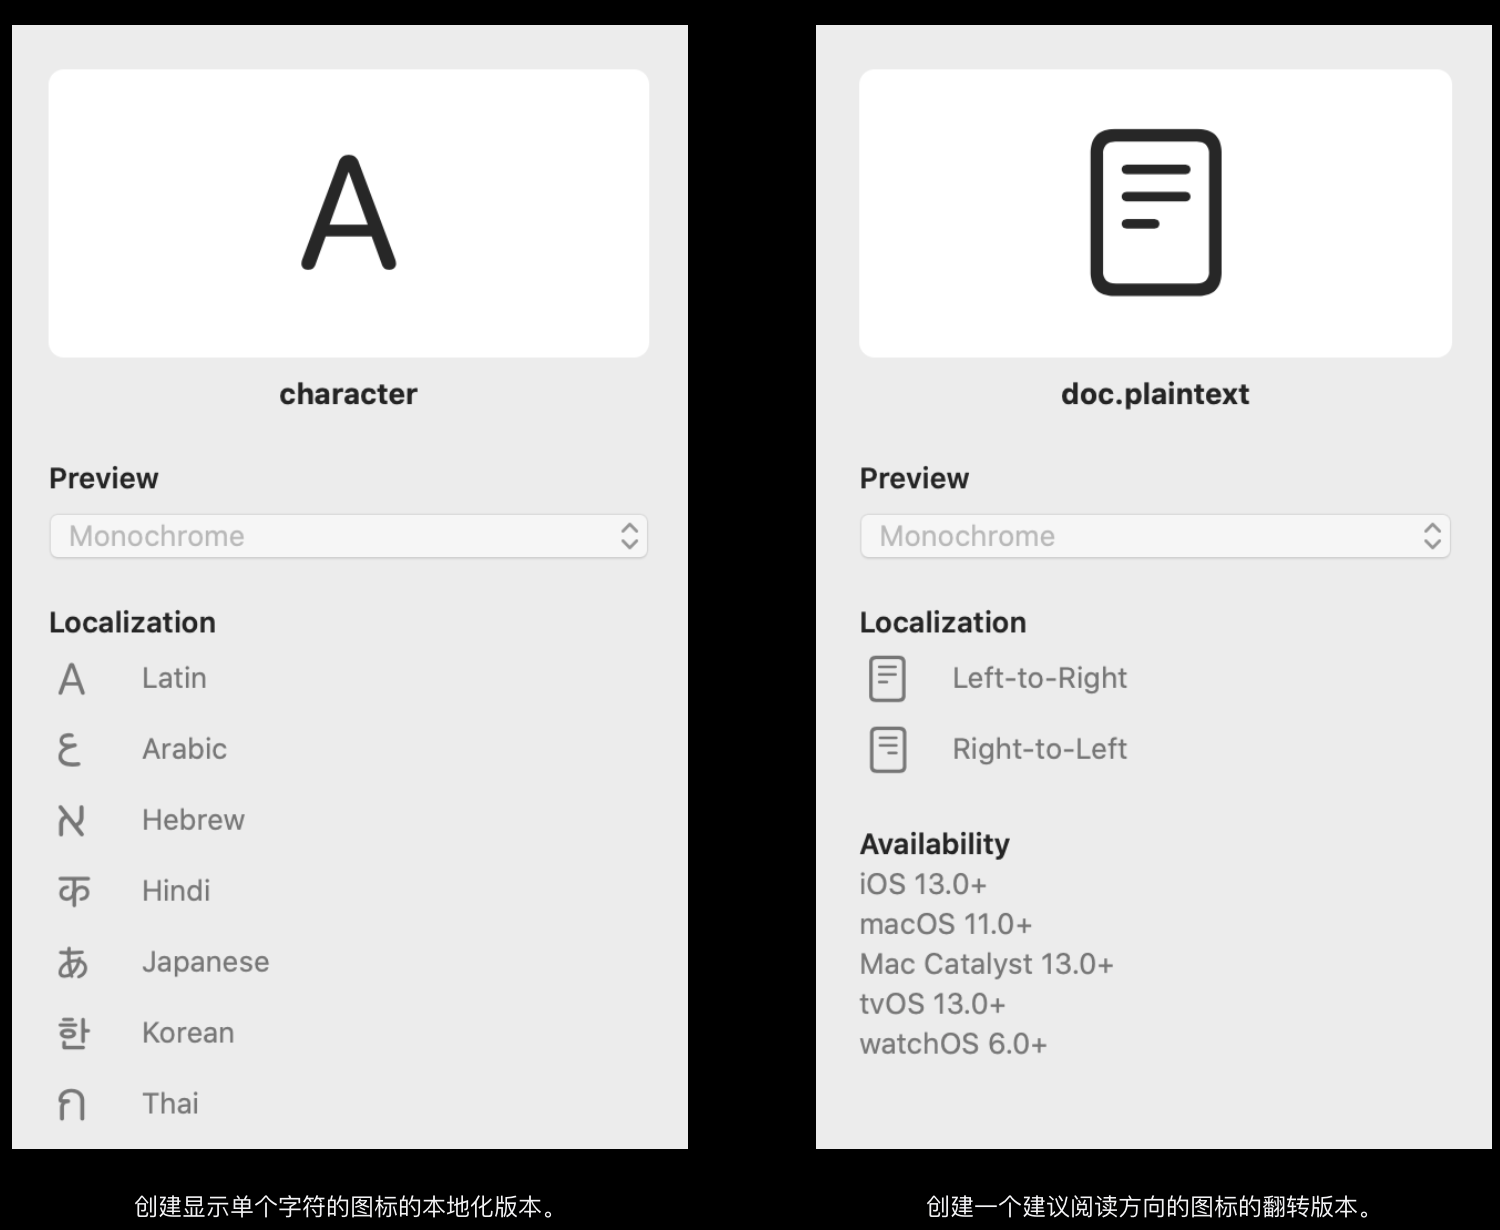 A
character
Preview
Monochrome
Localization
A Latin
ع Arabic
א Hebrew
क Hindi
あ Japanese
한 Korean
ก Thai
创建显示单个字符的图标的本地化版本。
doc.plaintext
Preview
Monochrome
Localization
Left-to-Right
Right-to-Left
Availability
iOS 13.0+
macOS 11.0+
Mac Catalyst 13.0+
tvOS 13.0+
watchOS 6.0+
创建一个建议阅读方向的图标的翻转版本。